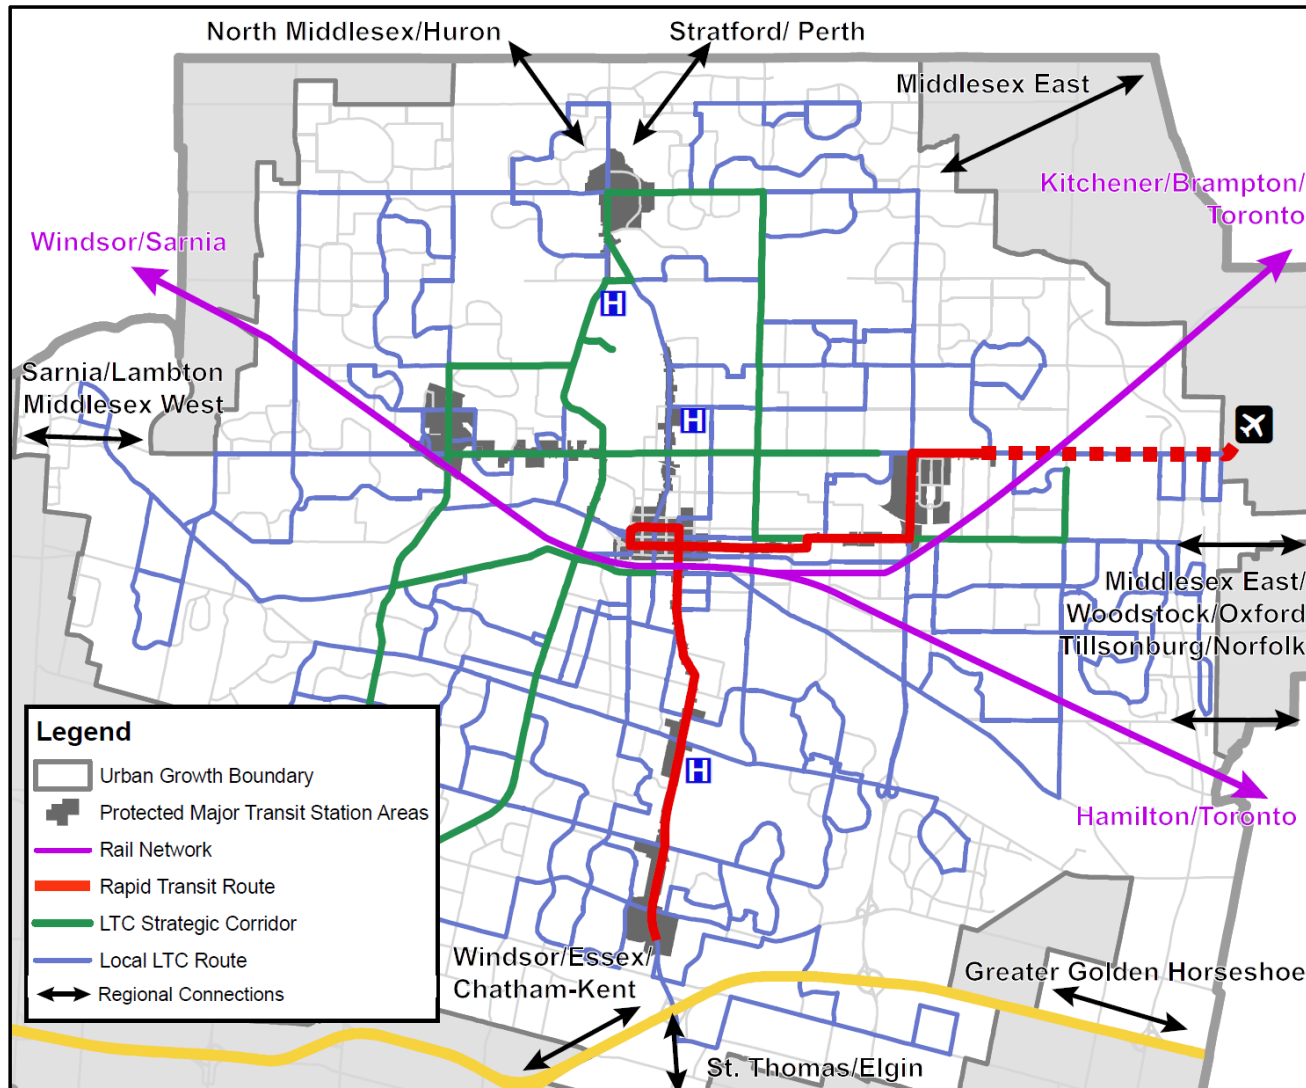 North Middlesex/Huron
Stratford/ Perth
Middlesex East
Kitchener/Brampton/
Toronto
Windsor/Sarnia
H
Sarnia/Lambton
Middlesex West
H
Middlesex East/
Woodstock/Oxford
Tillsonburg/Norfolk
Legend
Urban Growth Boundary
Protected Major Transit Station Areas
Rail Network
Rapid Transit Route
LTC Strategic Corridor
Local LTC Route
Regional Connections
H
Hamilton/Toronto
Windsor/Essex/
Chatham-Kent
Greater Golden Horseshoe
St. Thomas/Elgin